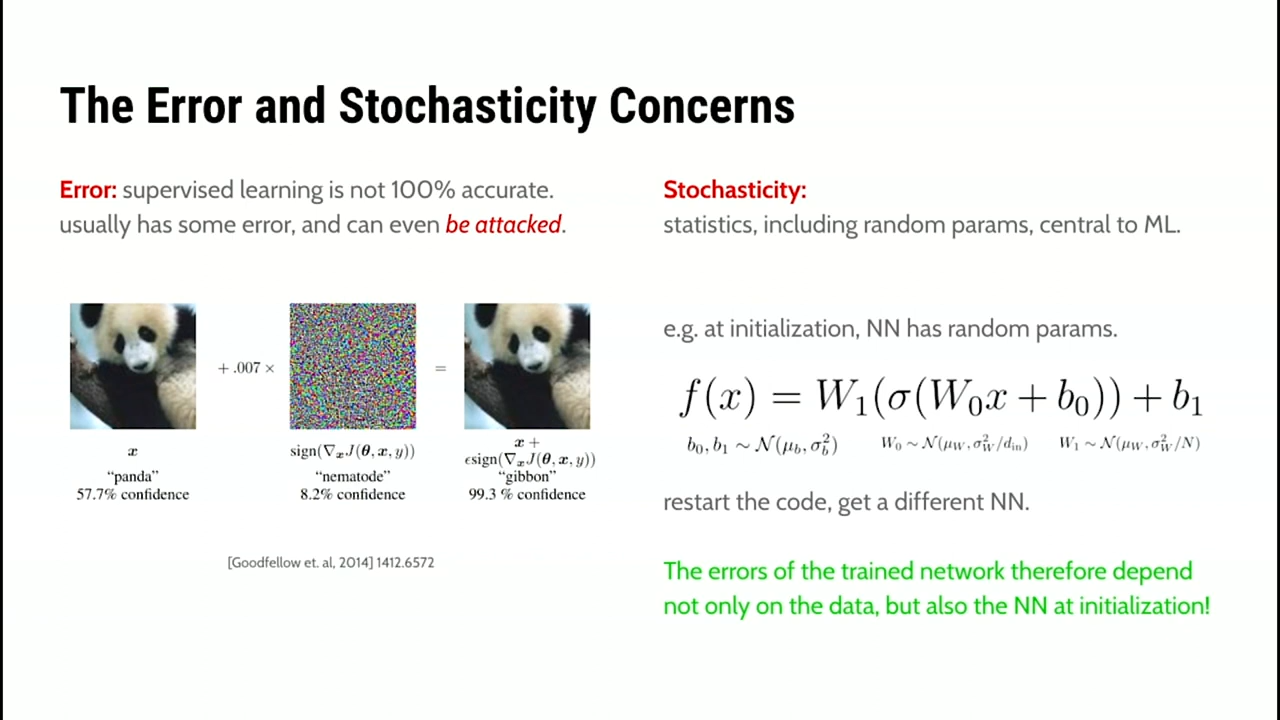 The Error and Stochasticity Concerns
Error: supervised learning is not 100% accurate.
usually has some error, and can even be attacked.
+ .007 ×
=
x
"panda"
57.7% confidence
sign(∇ₓJ(θ, x, y))
"nematode"
8.2% confidence
x +
ϵsign(∇ₓJ(θ, x, y))
"gibbon"
99.3 % confidence
[Goodfellow et. al, 2014] 1412.6572
Stochasticity:
statistics, including random params, central to ML.
e.g. at initialization, NN has random params.
f(x) = W₁(σ(W₀x + b₀)) + b₁
b₀, b₁ ∼ 𝒩(μ_b, σ_b²) W₀ ∼ 𝒩(μ_W, σ_W²/d_in) W₁ ∼ 𝒩(μ_W, σ_W²/N)
restart the code, get a different NN.
The errors of the trained network therefore depend
not only on the data, but also the NN at initialization!